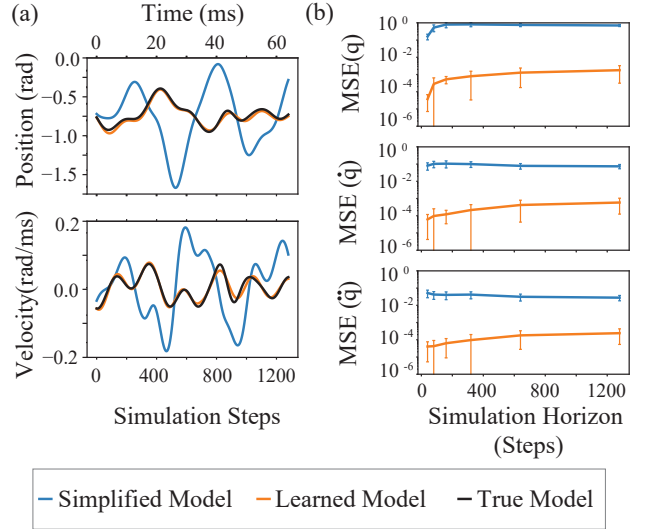 (a)
Time (ms)
0 20 40 60
Position (rad)
0.0
−0.5
−1.0
−1.5
Velocity(rad/ms)
0.2
0.0
−0.2
0 400 800 1200
Simulation Steps
(b)
MSE(q)
10 0
10 -2
10 -4
10 -6
MSE (q̇)
10 0
10 -2
10 -4
10 -6
MSE (q̈)
10 0
10 -2
10 -4
10 -6
0 400 800 1200
Simulation Horizon
(Steps)
Simplified Model Learned Model True Model